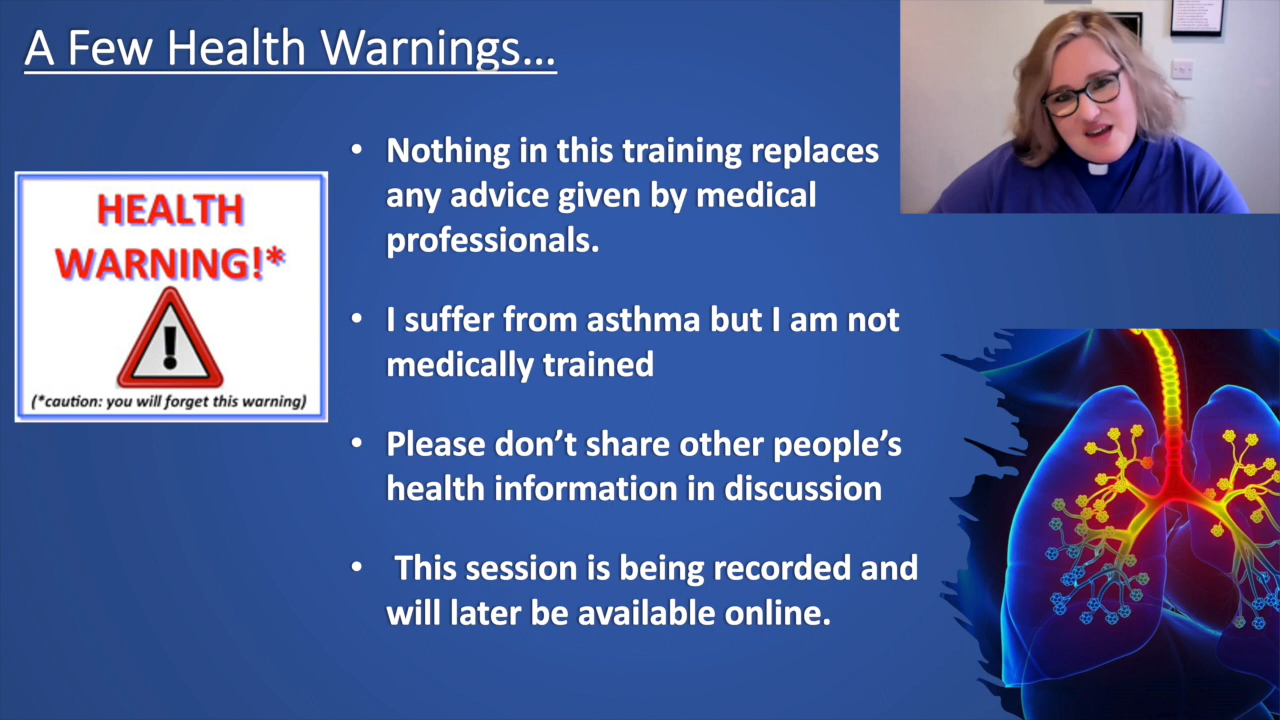 A Few Health Warnings...
HEALTH
WARNING!*
(*caution: you will forget this warning)
• Nothing in this training replaces
any advice given by medical
professionals.
• I suffer from asthma but I am not
medically trained
• Please don’t share other people’s
health information in discussion
• This session is being recorded and
will later be available online.